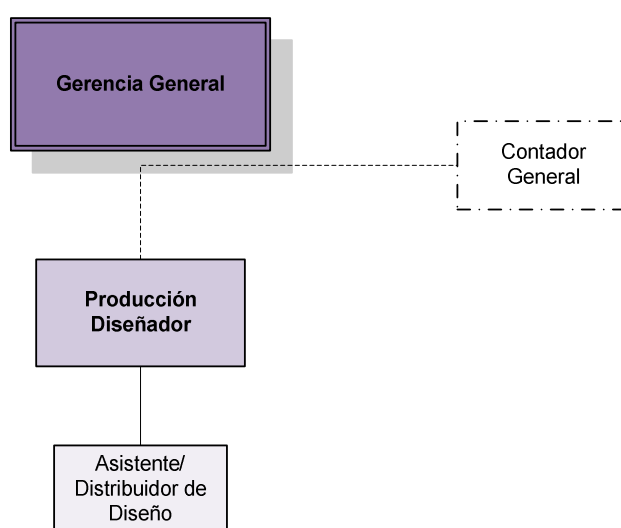 Gerencia General
Contador
General
Producción
Diseñador
Asistente/
Distribuidor de
Diseño